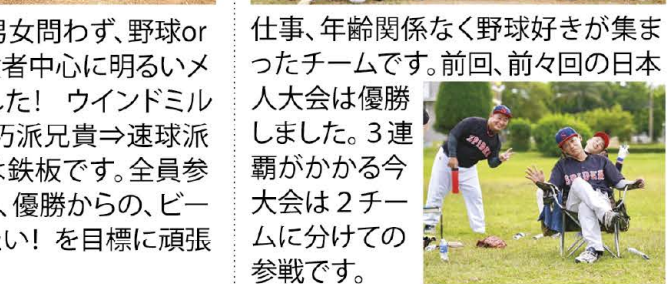 男女問わず、野球or
者中心に明るいメ
した! ウインドミル
巧派兄貴⇒速球派
は鉄板です。全員参
、優勝からの、ビー
い! を目標に頑張
仕事、年齢関係なく野球好きが集ま
ったチームです。前回、前々回の日本
人大会は優勝
しました。3連
覇がかかる今
大会は2チー
ムに分けての
参戦です。
SPIDER